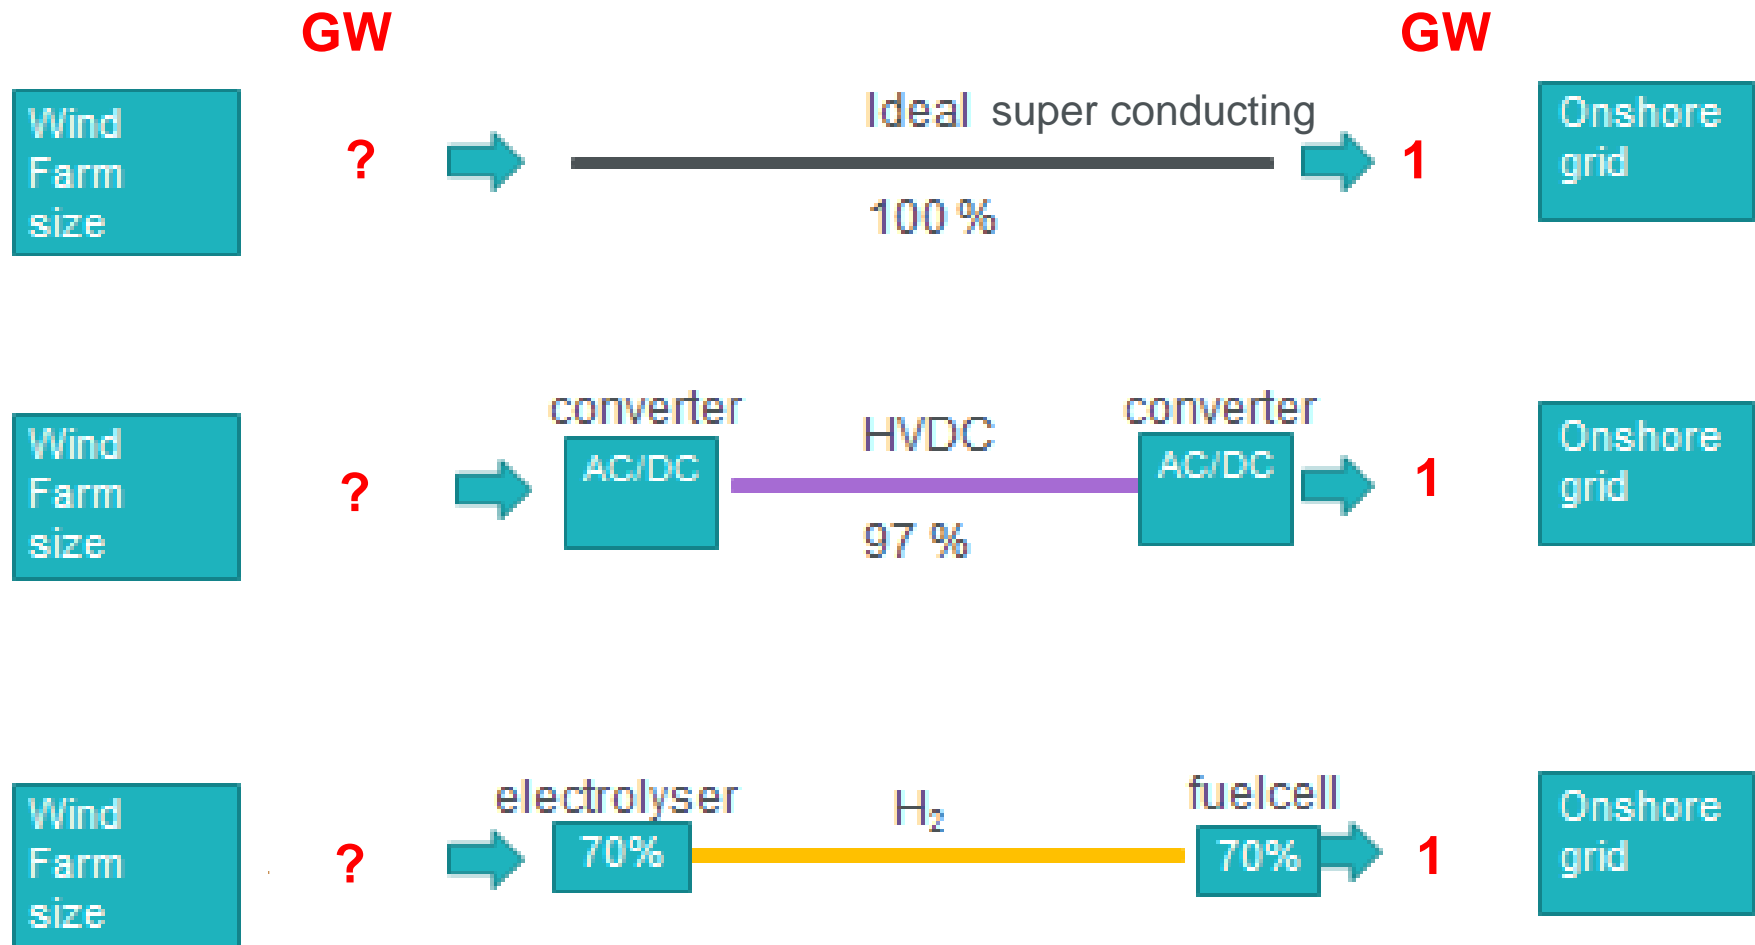 GW
GW
Wind
Farm
size
?
Ideal super conducting
100 %
1
Onshore
grid
Wind
Farm
size
?
converter
AC/DC
HVDC
97 %
converter
AC/DC
1
Onshore
grid
Wind
Farm
size
?
electrolyser
70%
H₂
fuelcell
70%
1
Onshore
grid